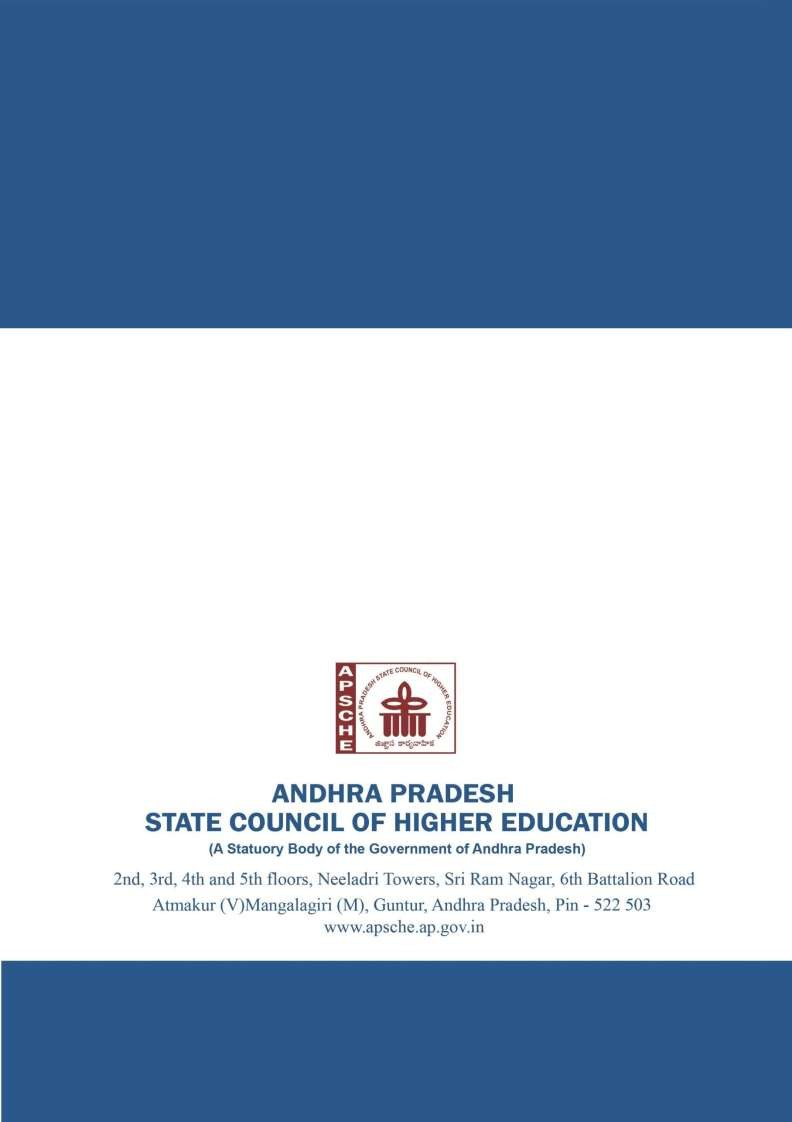 APSCHE
ANDHRA PRADESH STATE COUNCIL OF HIGHER EDUCATION
ANDHRA PRADESH
STATE COUNCIL OF HIGHER EDUCATION
(A Statuory Body of the Government of Andhra Pradesh)
2nd, 3rd, 4th and 5th floors, Neeladri Towers, Sri Ram Nagar, 6th Battalion Road
Atmakur (V)Mangalagiri (M), Guntur, Andhra Pradesh, Pin - 522 503
www.apsche.ap.gov.in